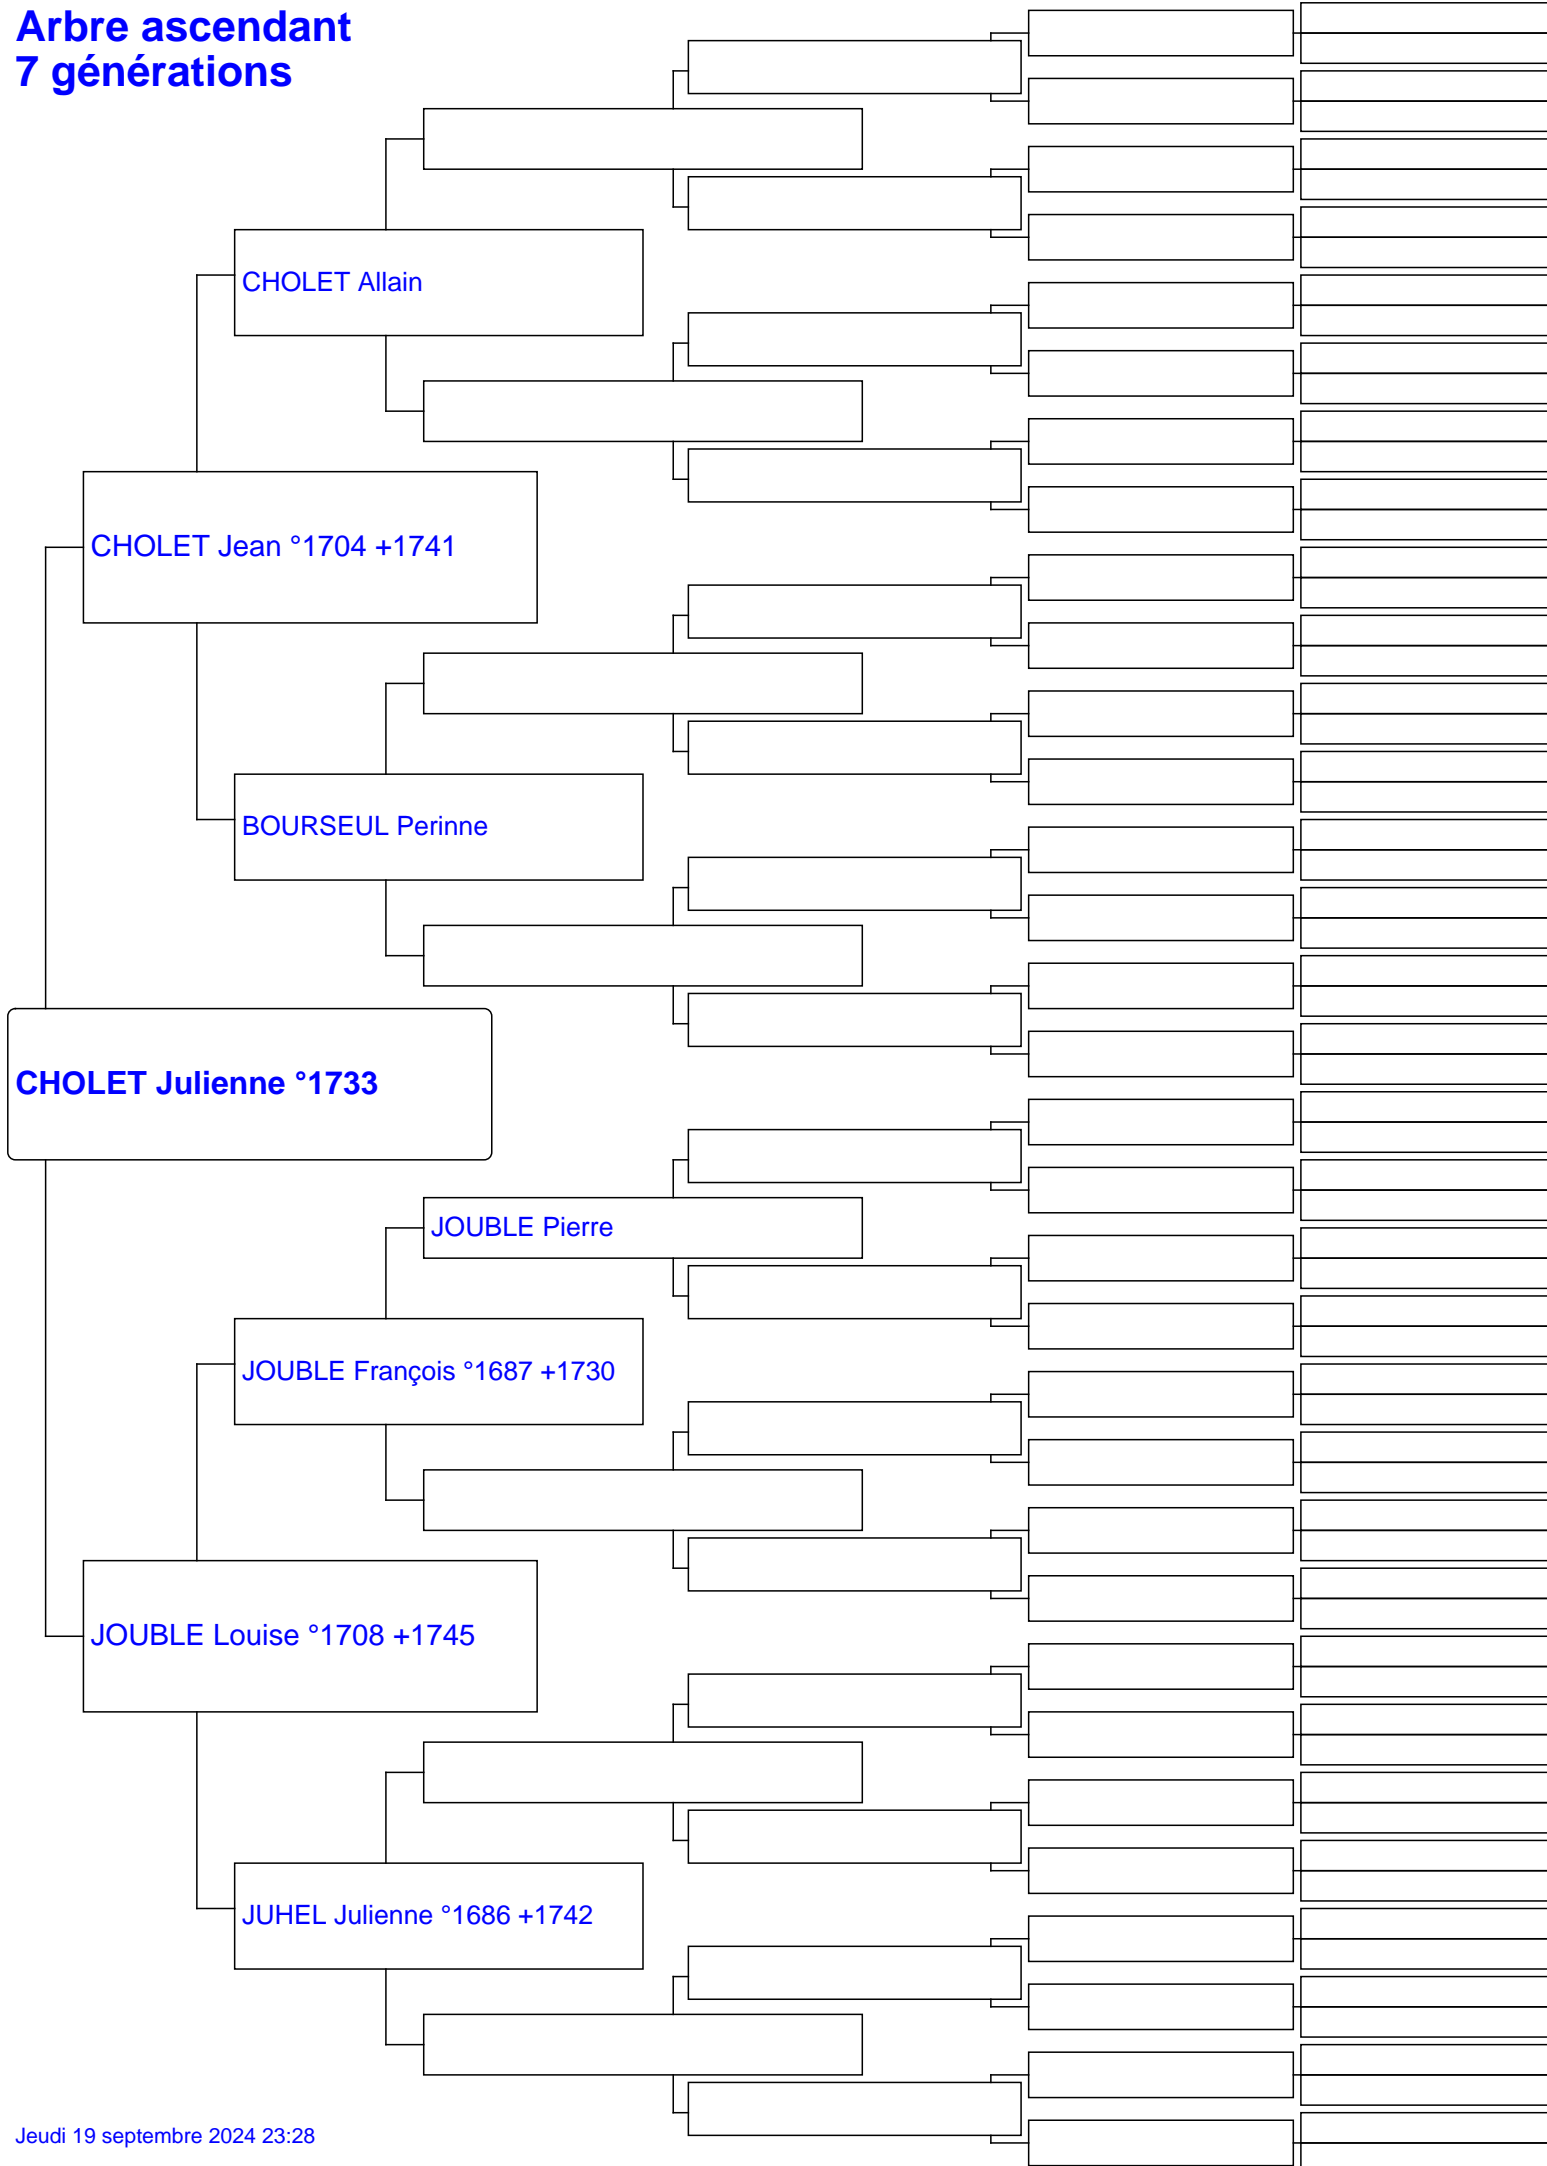 Arbre ascendant
7 générations
CHOLET Allain
CHOLET Jean °1704 +1741
BOURSEUL Perinne
CHOLET Julienne °1733
JOUBLE Pierre
JOUBLE François °1687 +1730
JOUBLE Louise °1708 +1745
JUHEL Julienne °1686 +1742
Jeudi 19 septembre 2024 23:28